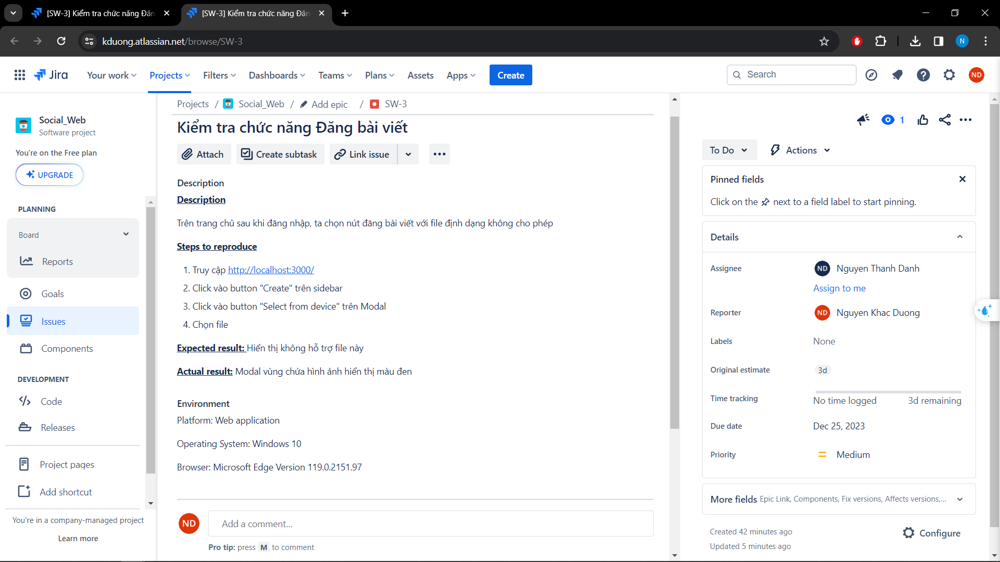 [SW-3] Kiểm tra chức năng Đăn
[SW-3] Kiểm tra chức năng Đăn
kduong.atlassian.net/browse/SW-3
N
Jira
Your work
Projects
Filters
Dashboards
Teams
Plans
Assets
Apps
Create
Search
ND
Social_Web
Software project
You're on the Free plan
UPGRADE
PLANNING
Board
Reports
Goals
Issues
Components
DEVELOPMENT
Code
Releases
Project pages
Add shortcut
You're in a company-managed project
Learn more
Projects / Social_Web / Add epic / SW-3
Kiểm tra chức năng Đăng bài viết
Attach
Create subtask
Link issue
Description
Description
Trên trang chủ sau khi đăng nhập, ta chọn nút đăng bài viết với file định dạng không cho phép
Steps to reproduce
1. Truy cập http://localhost:3000/
2. Click vào button "Create" trên sidebar
3. Click vào button "Select from device" trên Modal
4. Chọn file
Expected result: Hiển thị không hỗ trợ file này
Actual result: Modal vùng chứa hình ảnh hiển thị màu đen
Environment
Platform: Web application
Operating System: Windows 10
Browser: Microsoft Edge Version 119.0.2151.97
ND
Add a comment...
Pro tip: press M to comment
1
To Do
Actions
Pinned fields
Click on the next to a field label to start pinning.
Details
Assignee
ND Nguyen Thanh Danh
Assign to me
Reporter
ND Nguyen Khac Duong
Labels
None
Original estimate
3d
Time tracking
No time logged
3d remaining
Due date
Dec 25, 2023
Priority
Medium
More fields Epic Link, Components, Fix versions, Affects versions,...
Created 42 minutes ago
Updated 5 minutes ago
Configure